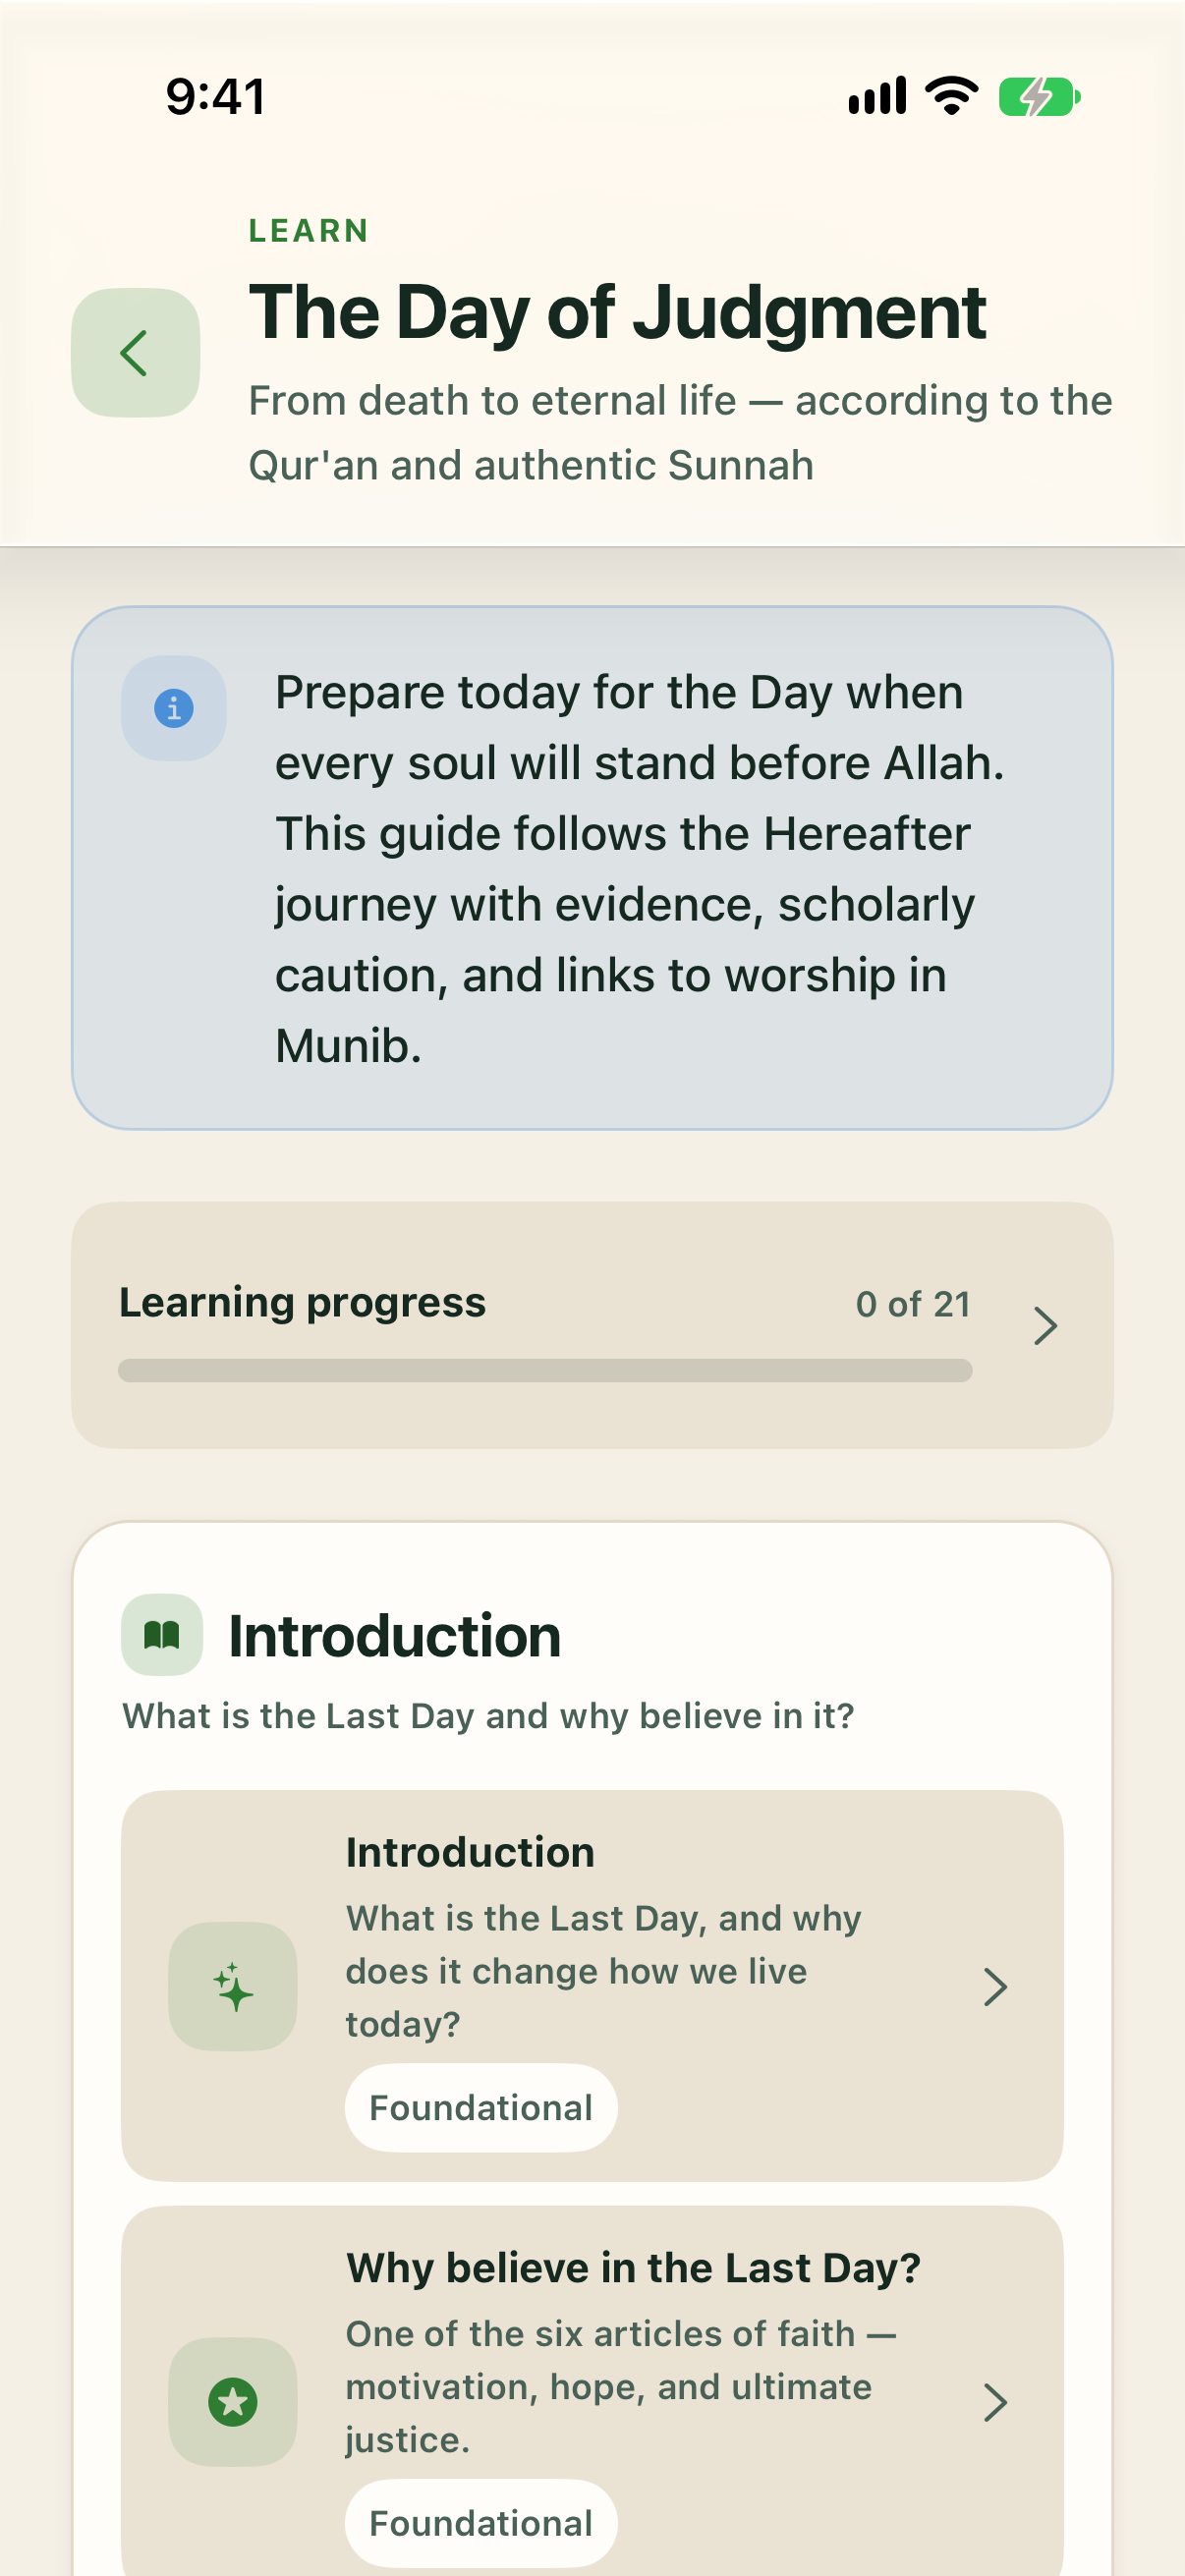 9:41
LEARN
The Day of Judgment
From death to eternal life — according to the
Qur'an and authentic Sunnah
Prepare today for the Day when
every soul will stand before Allah.
This guide follows the Hereafter
journey with evidence, scholarly
caution, and links to worship in
Munib.
Learning progress
0 of 21
Introduction
What is the Last Day and why believe in it?
Introduction
What is the Last Day, and why
does it change how we live
today?
Foundational
Why believe in the Last Day?
One of the six articles of faith —
motivation, hope, and ultimate
justice.
Foundational